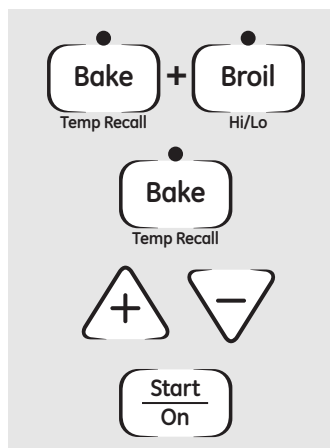 Bake + Broil
Temp Recall Hi/Lo
Bake
Temp Recall
+ −
Start
On